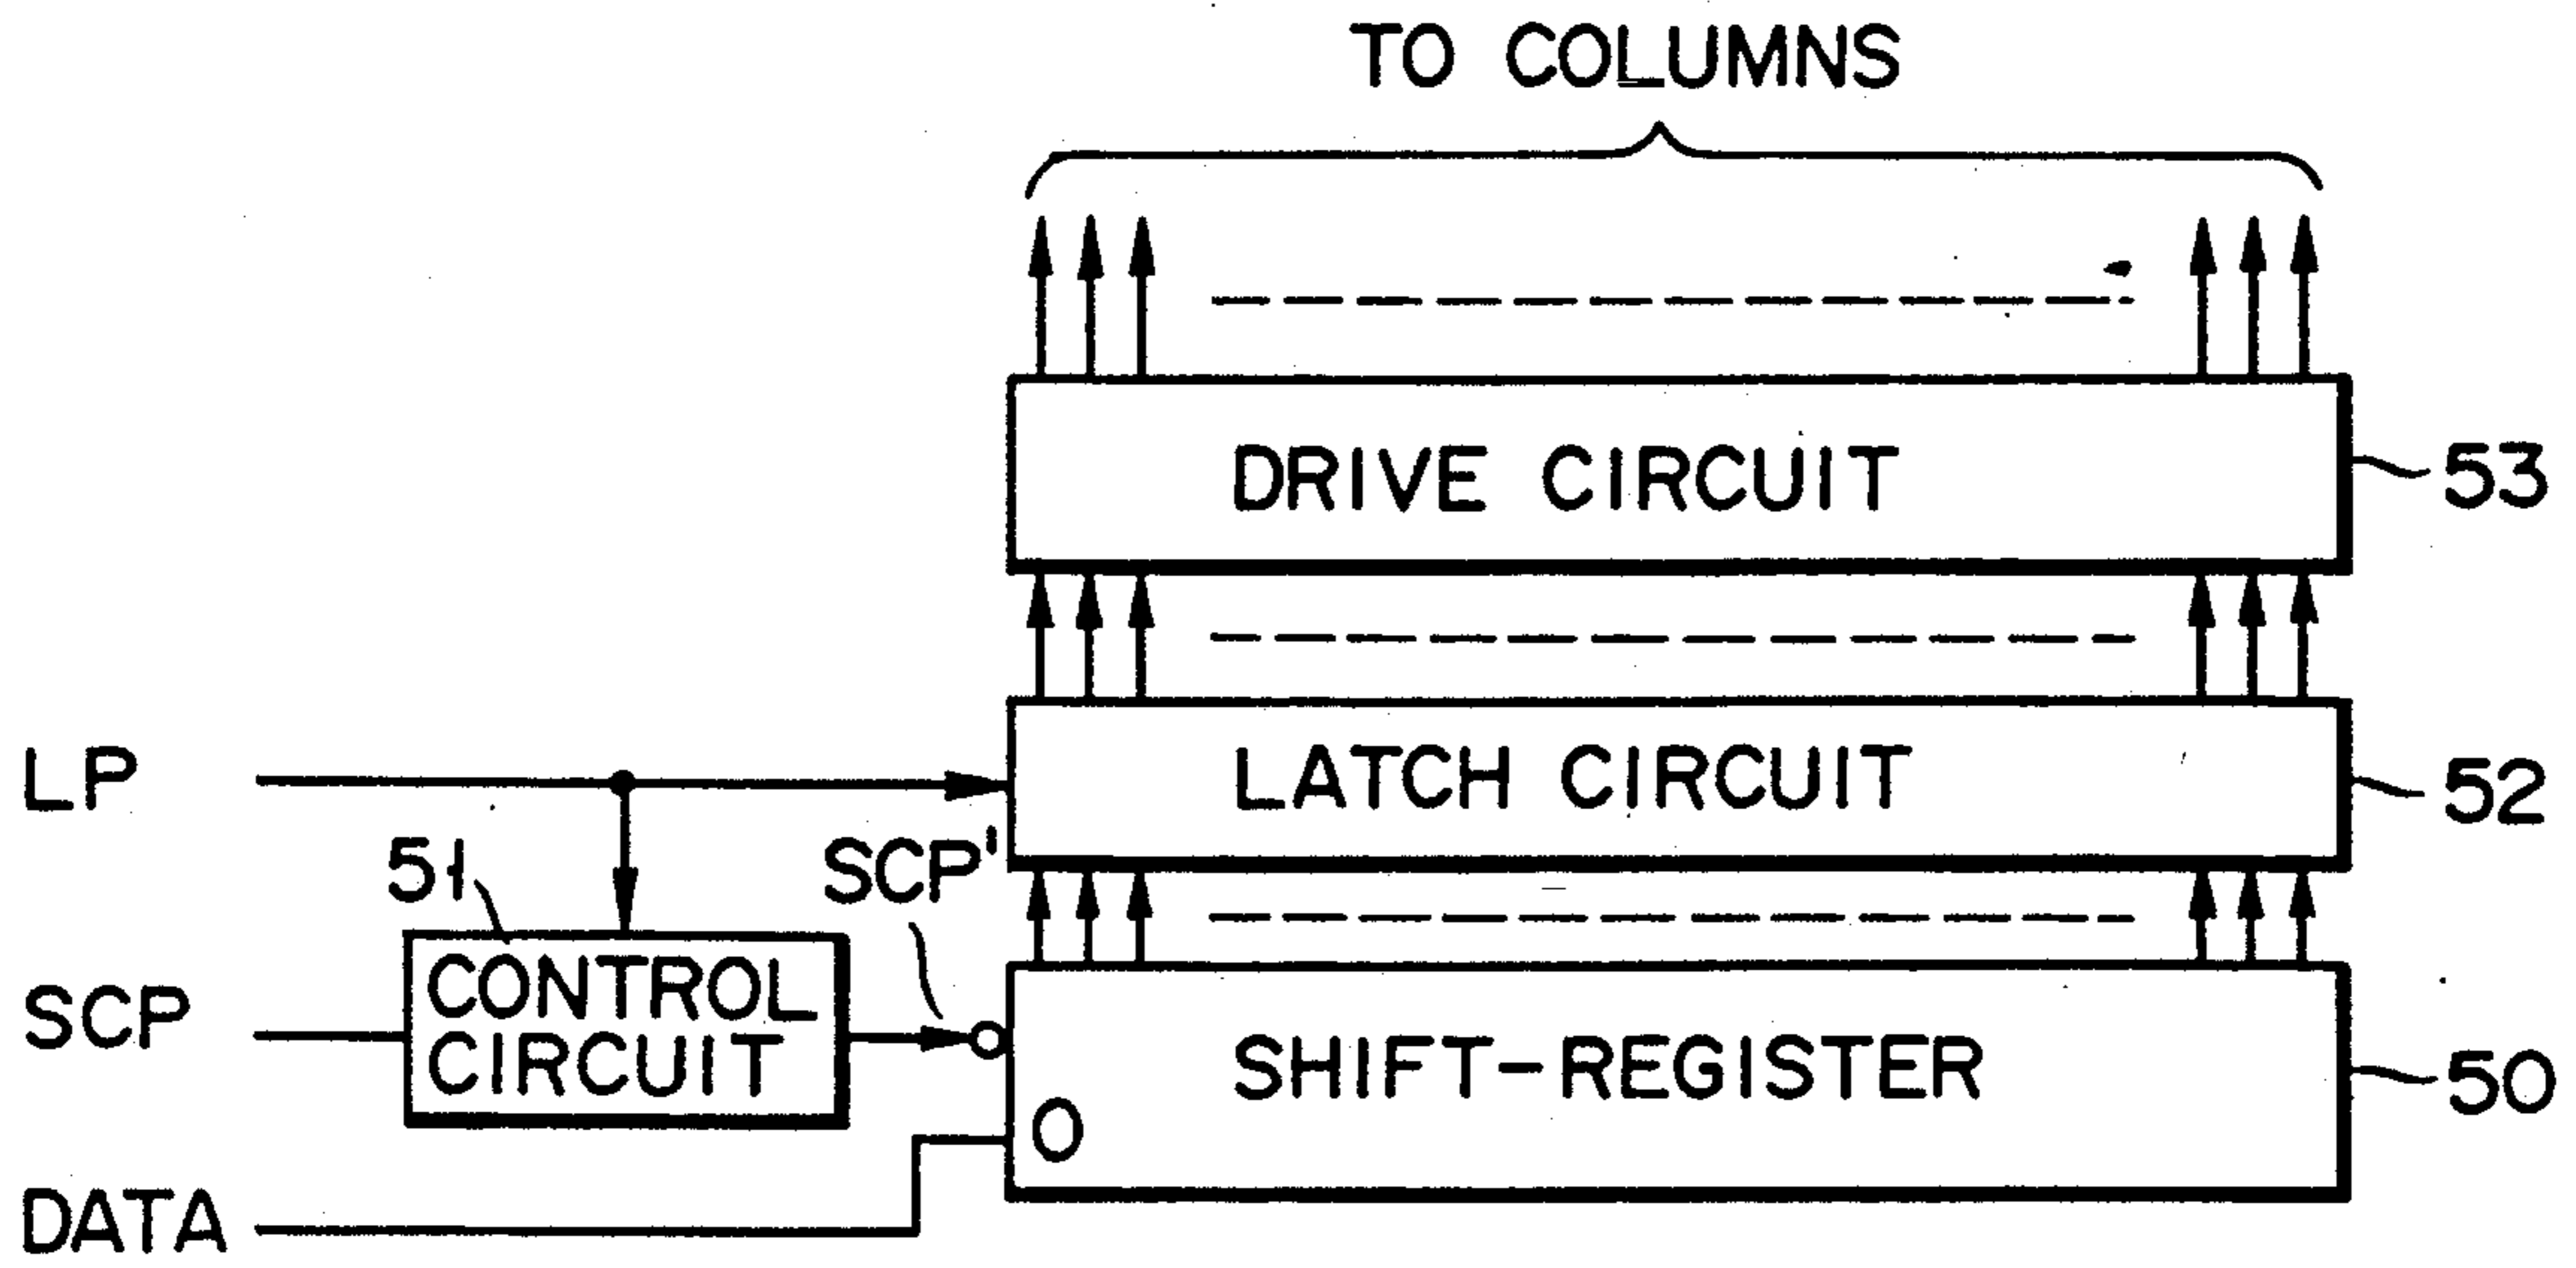 TO COLUMNS
DRIVE CIRCUIT
53
LP
LATCH CIRCUIT
52
51
SCP'
SCP
CONTROL
CIRCUIT
SHIFT-REGISTER
50
O
DATA